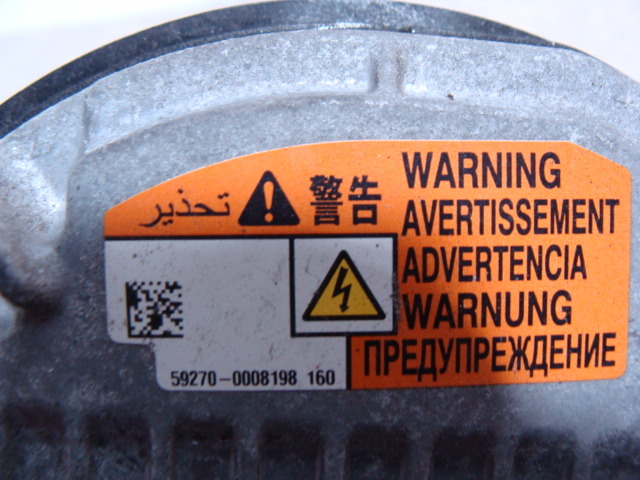 تحذير
警告
WARNING
AVERTISSEMENT
ADVERTENCIA
WARNUNG
ПРЕДУПРЕЖДЕНИЕ
59270-0008198 160